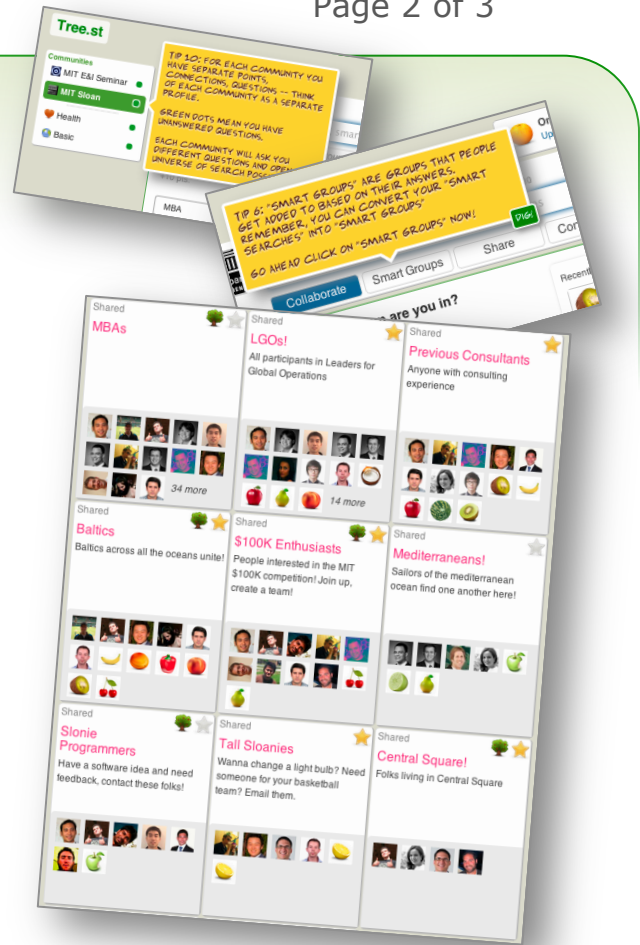 Page 2 of 3
Tree.st
Communities
MIT E&I Seminar
MIT Sloan
Health
Basic
TIP 10: FOR EACH COMMUNITY YOU
HAVE SEPARATE POINTS,
CONNECTIONS, QUESTIONS -- THINK
OF EACH COMMUNITY AS A SEPARATE
PROFILE.
GREEN DOTS MEAN YOU HAVE
UNANSWERED QUESTIONS.
EACH COMMUNITY WILL ASK YOU
DIFFERENT QUESTIONS AND OPEN
UNIVERSE OF SEARCH POSS
smar
MBA
TIP 6: "SMART GROUPS" ARE GROUPS THAT PEOPLE
GET ADDED TO BASED ON THEIR ANSWERS.
REMEMBER, YOU CAN CONVERT YOUR "SMART
SEARCHES" INTO "SMART GROUPS"
GO AHEAD CLICK ON "SMART GROUPS" NOW!
DIG!
On
Up
Collaborate
Smart Groups
Share
Con
are you in?
Recent
Shared
MBAs
34 more
Shared
LGOs!
All participants in Leaders for
Global Operations
14 more
Shared
Previous Consultants
Anyone with consulting
experience
Shared
Baltics
Baltics across all the oceans unite!
Shared
$100K Enthusiasts
People interested in the MIT
$100K competition! Join up,
create a team!
Shared
Mediterraneans!
Sailors of the mediterranean
ocean find one another here!
Shared
Slonie
Programmers
Have a software idea and need
feedback, contact these folks!
Shared
Tall Sloanies
Wanna change a light bulb? Need
someone for your basketball
team? Email them.
Shared
Central Square!
Folks living in Central Square